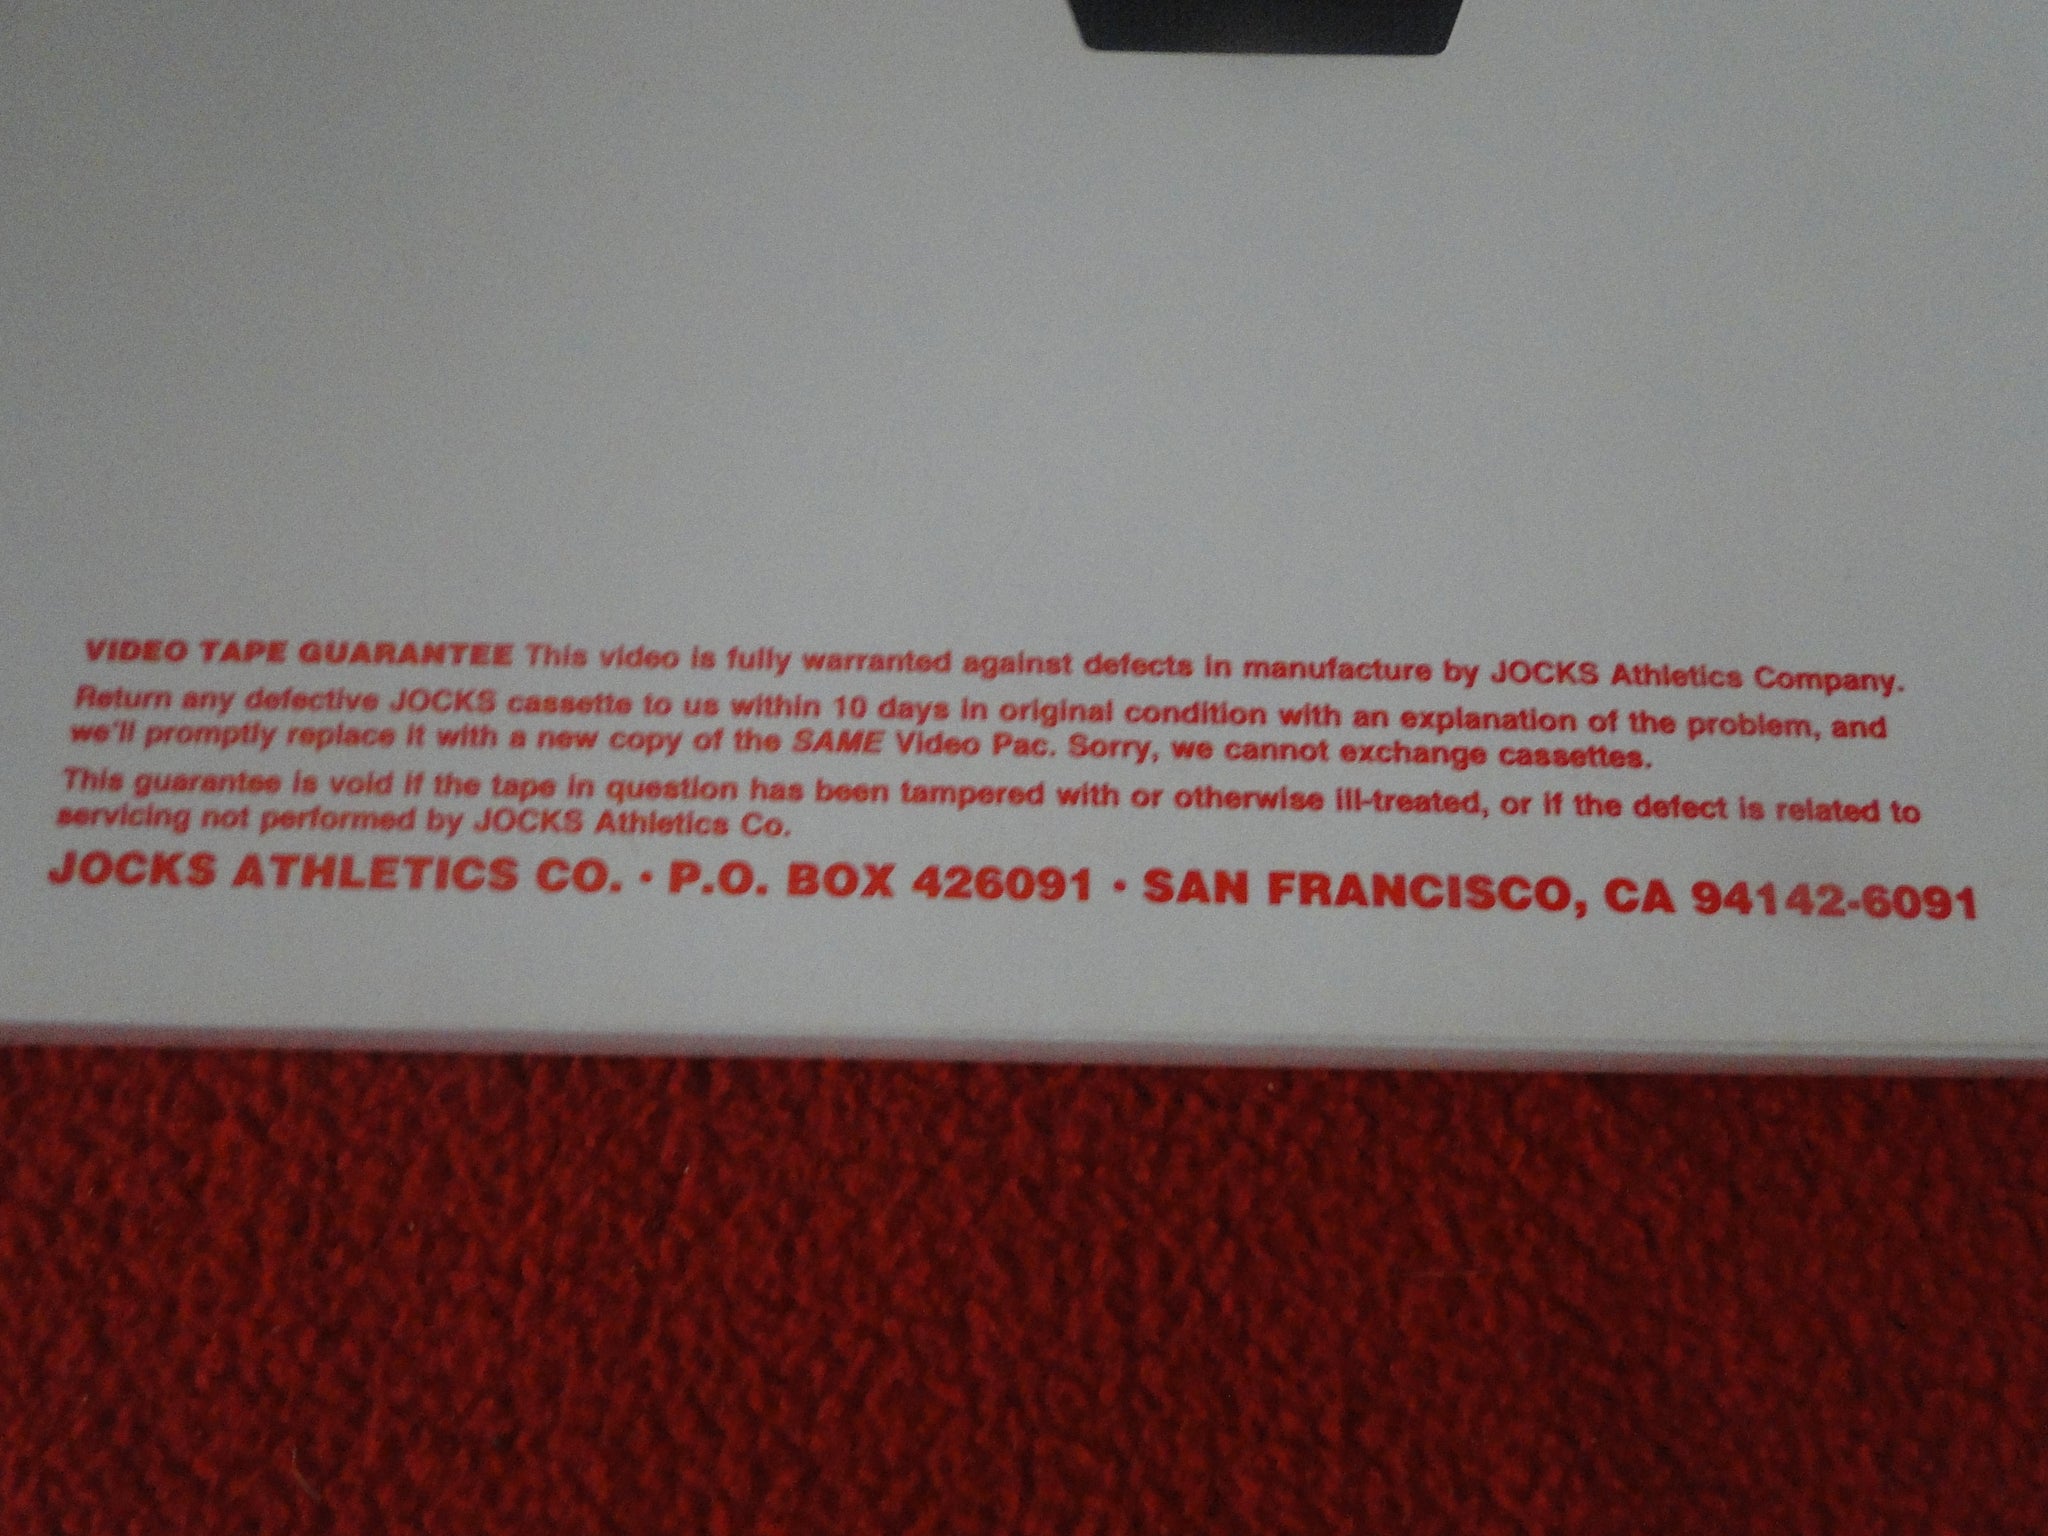 VIDEO TAPE GUARANTEE This video is fully warranted against defects in manufacture by JOCKS Athletics Company.
Return any defective JOCKS cassette to us within 10 days in original condition with an explanation of the problem, and
we'll promptly replace it with a new copy of the SAME Video Pac. Sorry, we cannot exchange cassettes.
This guarantee is void if the tape in question has been tampered with or otherwise ill-treated, or if the defect is related to
servicing not performed by JOCKS Athletics Co.
JOCKS ATHLETICS CO. · P.O. BOX 426091 · SAN FRANCISCO, CA 94142-6091